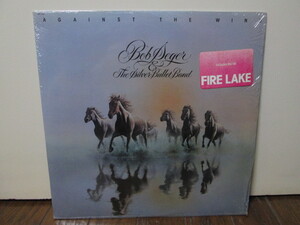 AGAINST THE WIND
Bob Seger
&
The Silver Bullet Band
FIRE LAKE